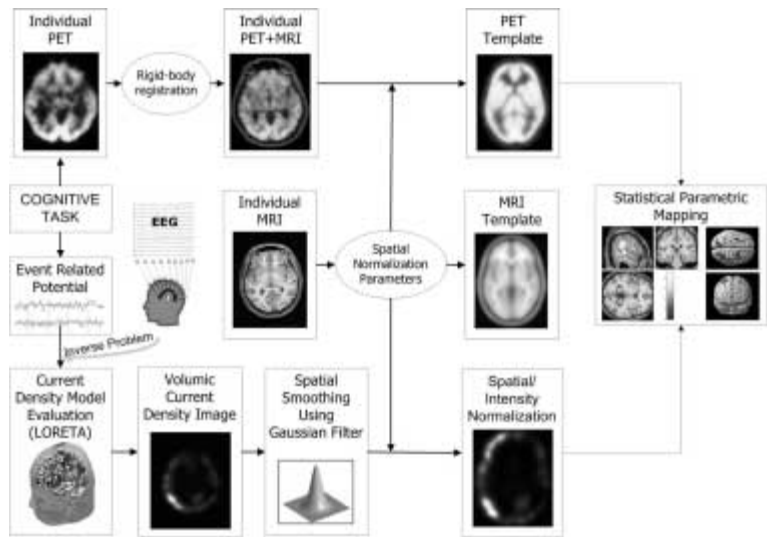 Individual
PET
Rigid-body
registration
Individual
PET+MRI
PET
Template
COGNITIVE
TASK
EEG
Individual
MRI
Spatial
Normalization
Parameters
MRI
Template
Statistical Parametric
Mapping
Event Related
Potential
Inverse Problem
Current
Density Model
Evaluation
(LORETA)
Volumic
Current
Density Image
Spatial
Smoothing
Using
Gaussian Filter
Spatial/
Intensity
Normalization